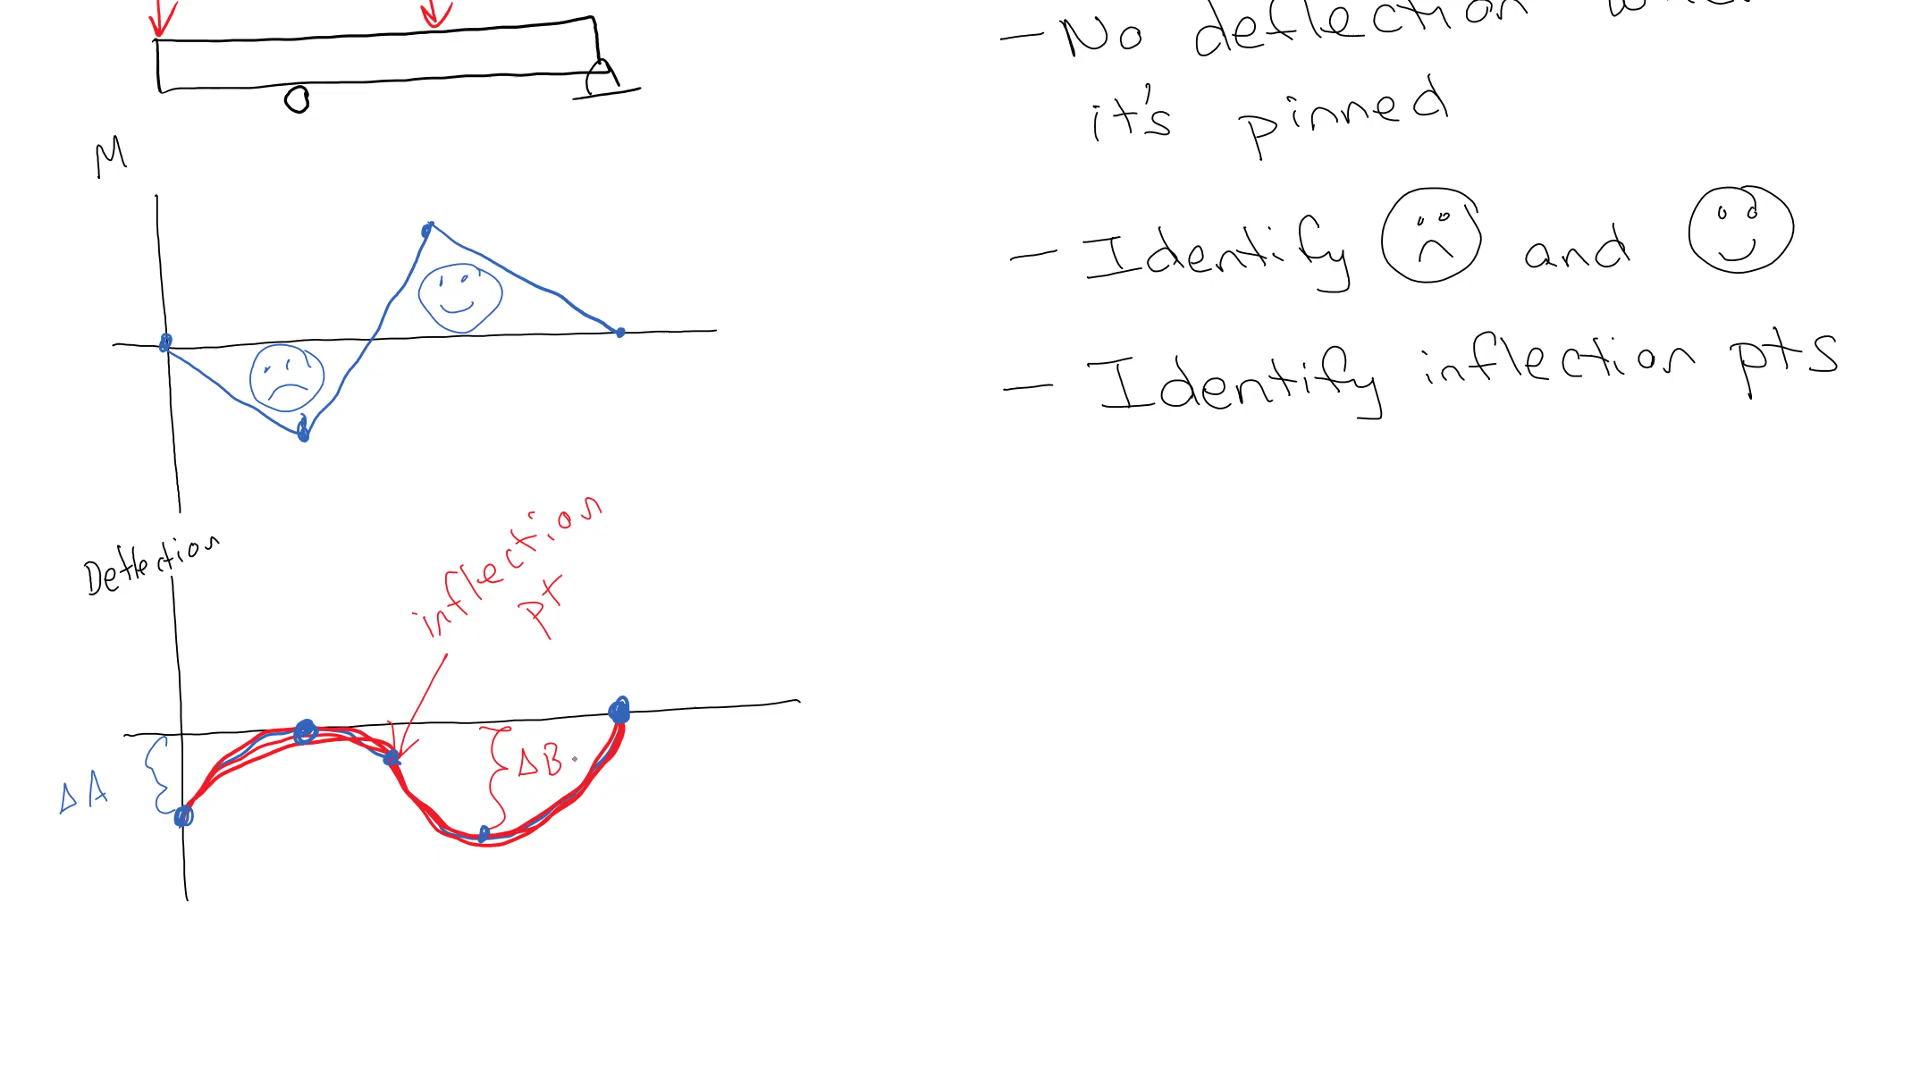 - No deflection
it's pinned
- Identify and
- Identify inflection pts
M
Deflection
inflection
pt
ΔA
ΔB